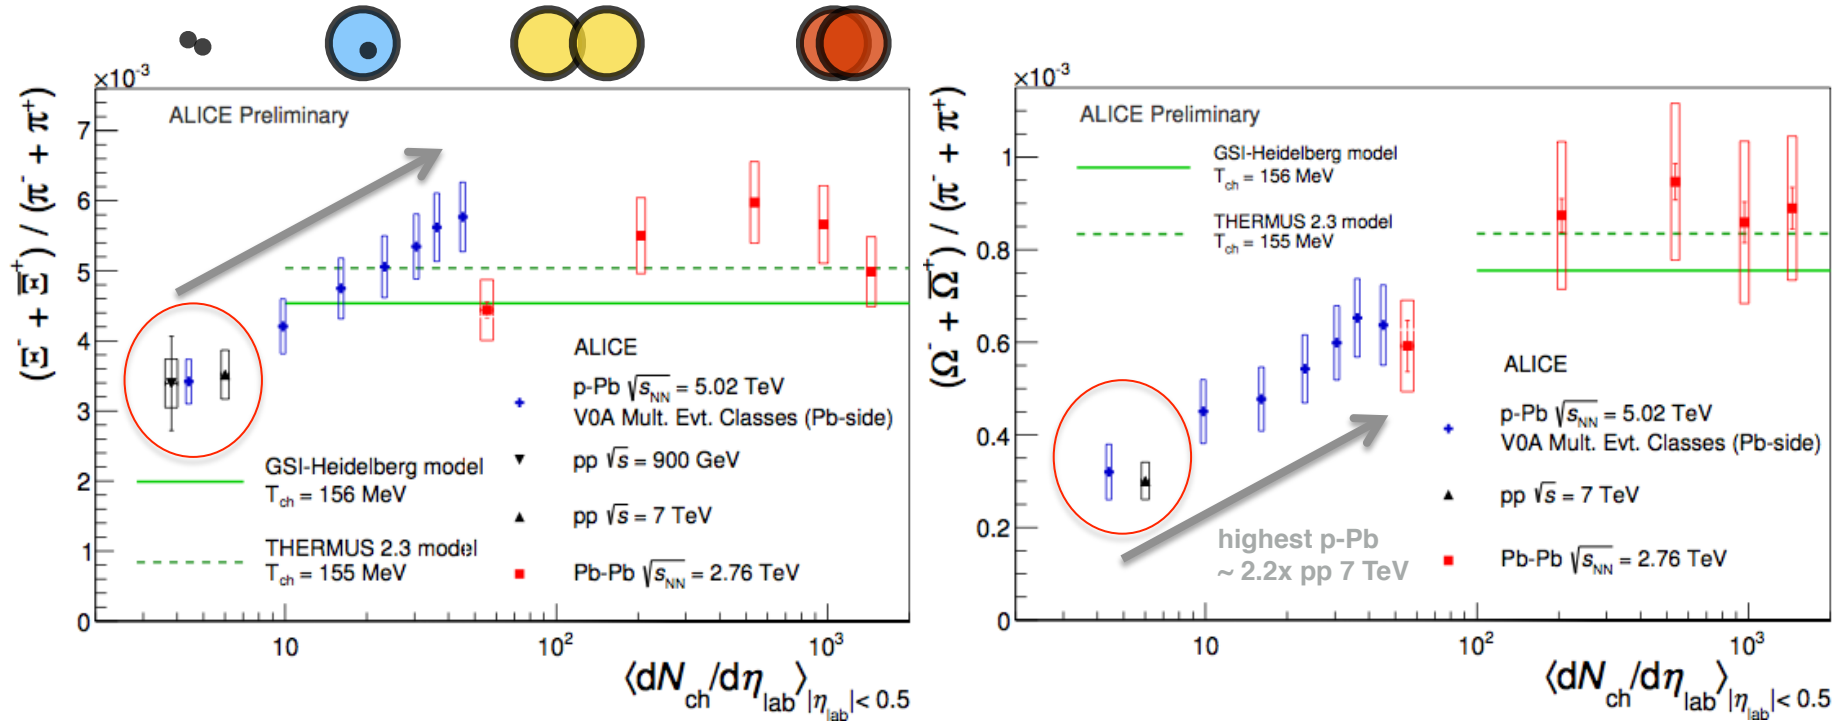 ×10⁻³
(Ξ⁻ + Ξ̅⁺) / (π⁻ + π⁺)
ALICE Preliminary
7
6
5
4
3
2
1
0
ALICE
p-Pb √sNN = 5.02 TeV
V0A Mult. Evt. Classes (Pb-side)
pp √s = 900 GeV
pp √s = 7 TeV
Pb-Pb √sNN = 2.76 TeV
GSI-Heidelberg model
Tch = 156 MeV
THERMUS 2.3 model
Tch = 155 MeV
10
10²
10³
⟨dNch/dηlab⟩|ηlab|< 0.5
×10⁻³
(Ω⁻ + Ω̅⁺) / (π⁻ + π⁺)
ALICE Preliminary
GSI-Heidelberg model
Tch = 156 MeV
THERMUS 2.3 model
Tch = 155 MeV
1
0.8
0.6
0.4
0.2
0
ALICE
p-Pb √sNN = 5.02 TeV
V0A Mult. Evt. Classes (Pb-side)
pp √s = 7 TeV
Pb-Pb √sNN = 2.76 TeV
highest p-Pb
~ 2.2x pp 7 TeV
10
10²
10³
⟨dNch/dηlab⟩|ηlab|< 0.5